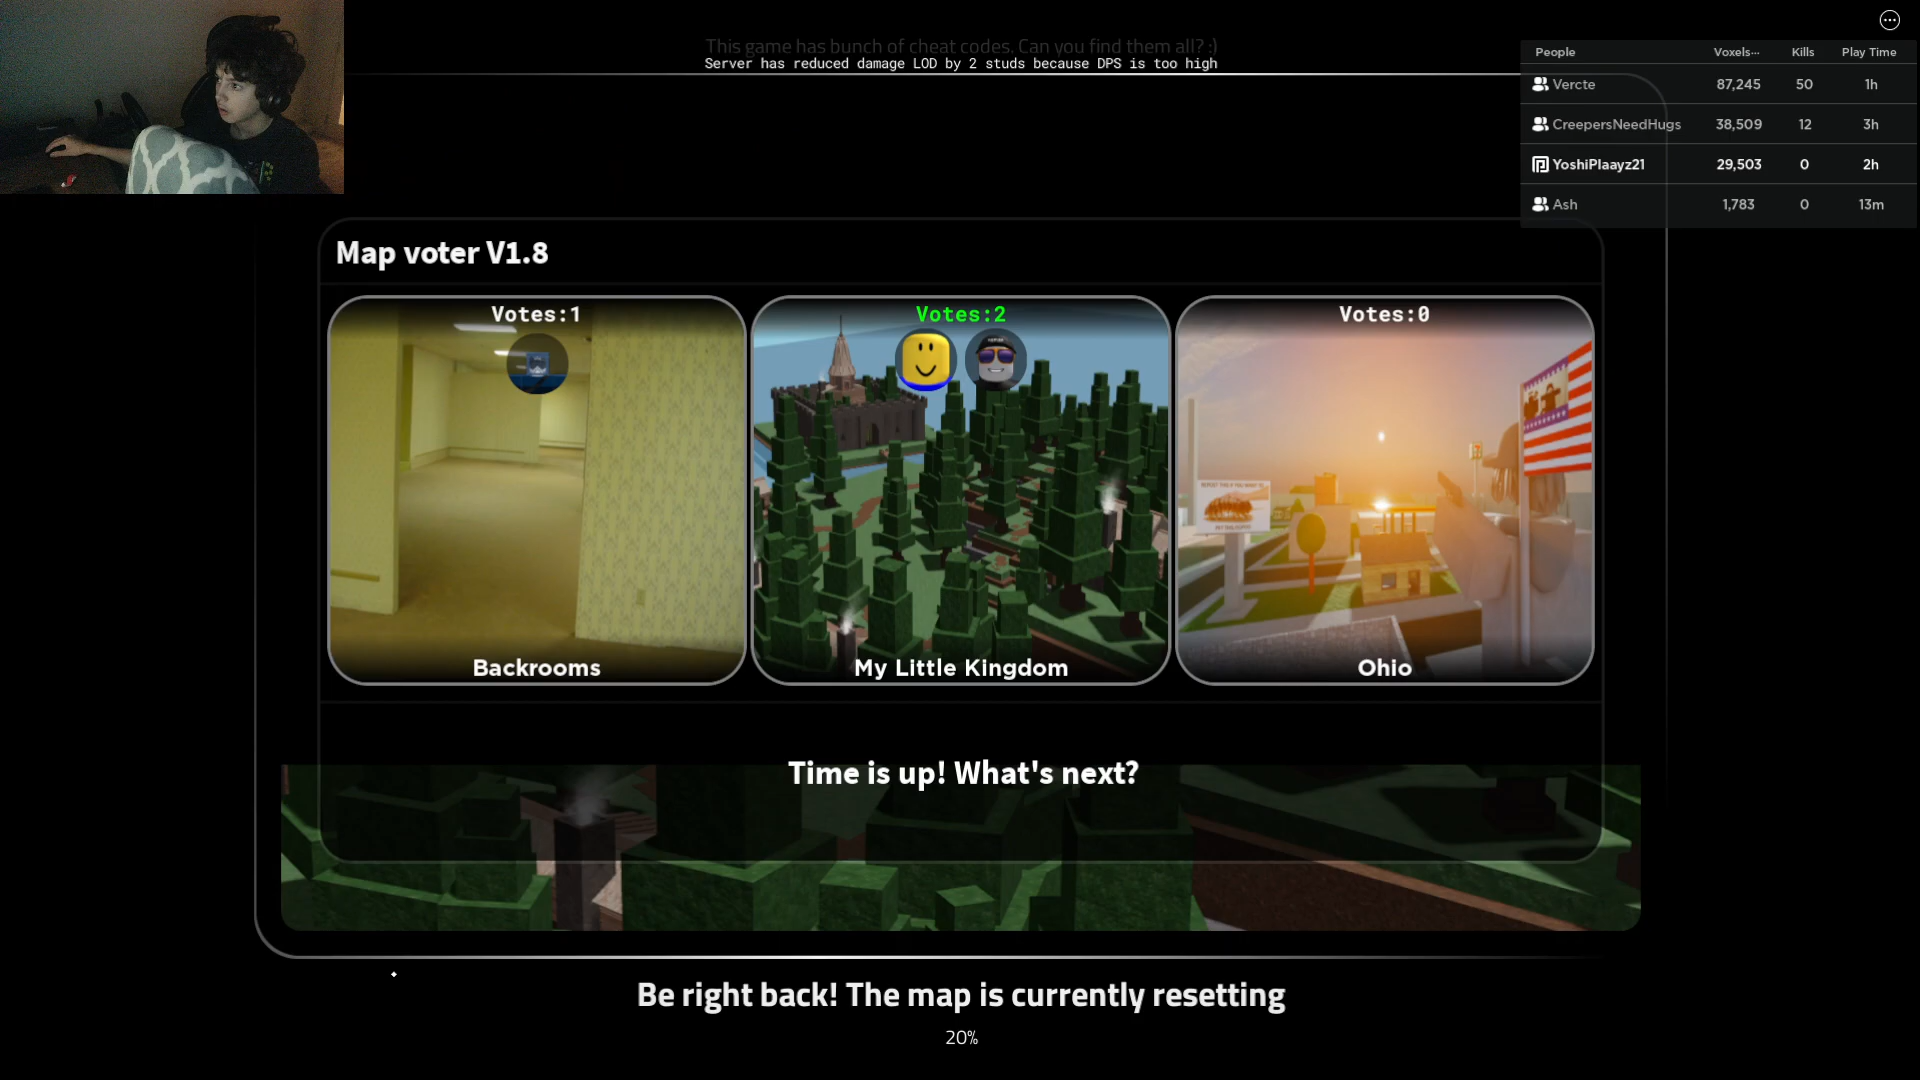 This game has bunch of cheat codes. Can you find them all? :)
Server has reduced damage LOD by 2 studs because DPS is too high
People Voxels··· Kills Play Time
Vercte 87,245 50 1h
CreepersNeedHugs 38,509 12 3h
YoshiPlaayz21 29,503 0 2h
Ash 1,783 0 13m
Map voter V1.8
Votes:1 Votes:2 Votes:0
Backrooms My Little Kingdom Ohio
Time is up! What's next?
Be right back! The map is currently resetting
20%